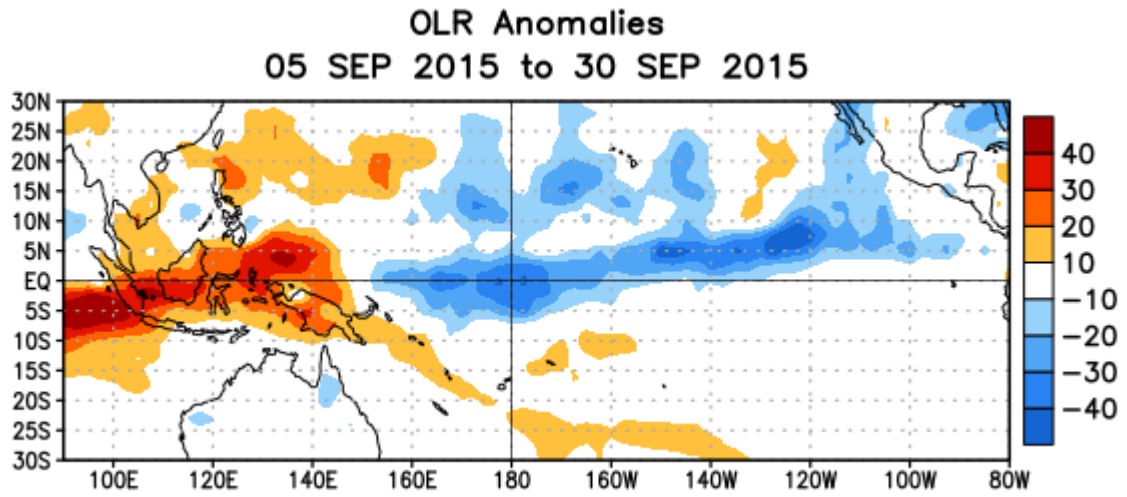 OLR Anomalies
05 SEP 2015 to 30 SEP 2015
30N
25N
20N
15N
10N
5N
EQ
5S
10S
15S
20S
25S
30S
100E 120E 140E 160E 180 160W 140W 120W 100W 80W
40
30
20
10
−10
−20
−30
−40